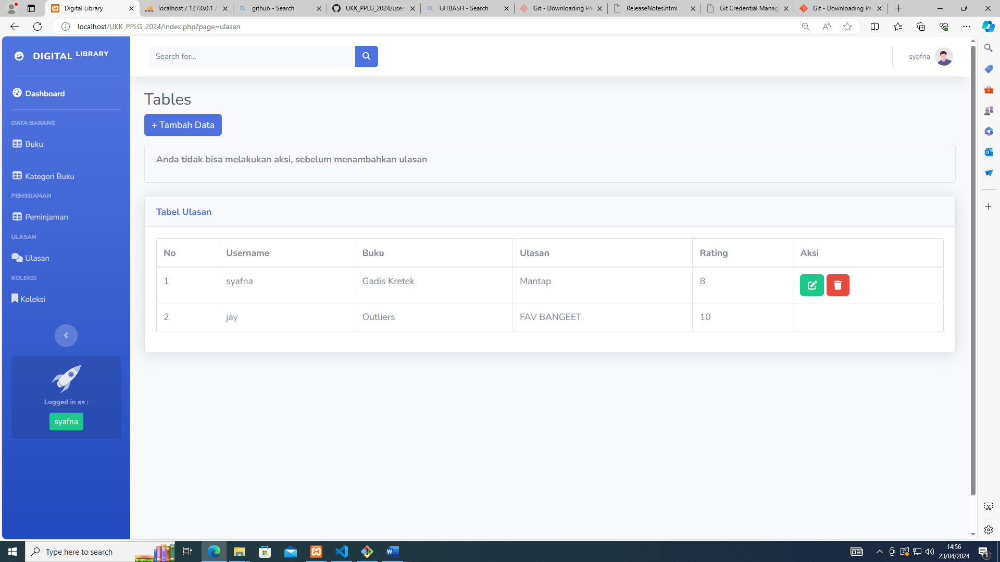 Digital Library
localhost / 127.0.0.1 /
github - Search
UKK_PPLG_2024/user-
GITBASH - Search
Git - Downloading Pa
ReleaseNotes.html
Git Credential Manag
Git - Downloading Pa
localhost/UKK_PPLG_2024/index.php?page=ulasan
DIGITAL LIBRARY
Search for...
syafna
Dashboard
DATA BARANG
Buku
Kategori Buku
PEMINJAMAN
Peminjaman
ULASAN
Ulasan
KOLEKSI
Koleksi
Logged in as :
syafna
Tables
+ Tambah Data
Anda tidak bisa melakukan aksi, sebelum menambahkan ulasan
Tabel Ulasan
No Username Buku Ulasan Rating Aksi
1 syafna Gadis Kretek Mantap 8
2 jay Outliers FAV BANGEET 10
Type here to search
14:56
23/04/2024
1